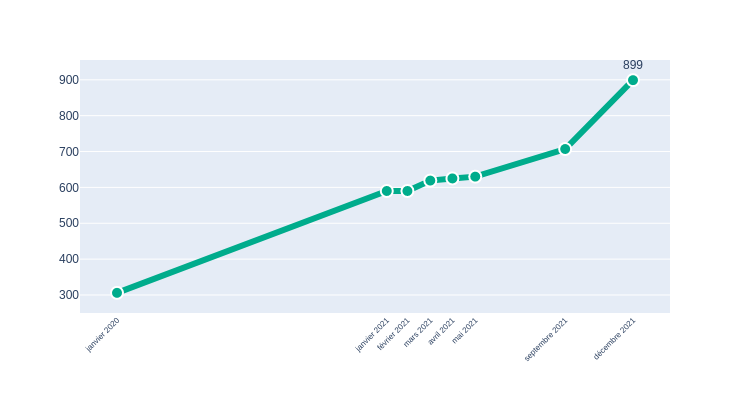 899
900
800
700
600
500
400
300
janvier 2020
janvier 2021
février 2021
mars 2021
avril 2021
mai 2021
septembre 2021
décembre 2021